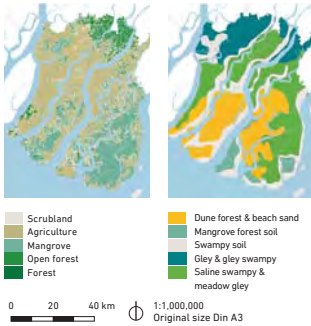 Scrubland
Agriculture
Mangrove
Open forest
Forest
Dune forest & beach sand
Mangrove forest soil
Swampy soil
Gley & gley swampy
Saline swampy &
meadow gley
0 20 40 km
1:1,000,000
Original size Din A3